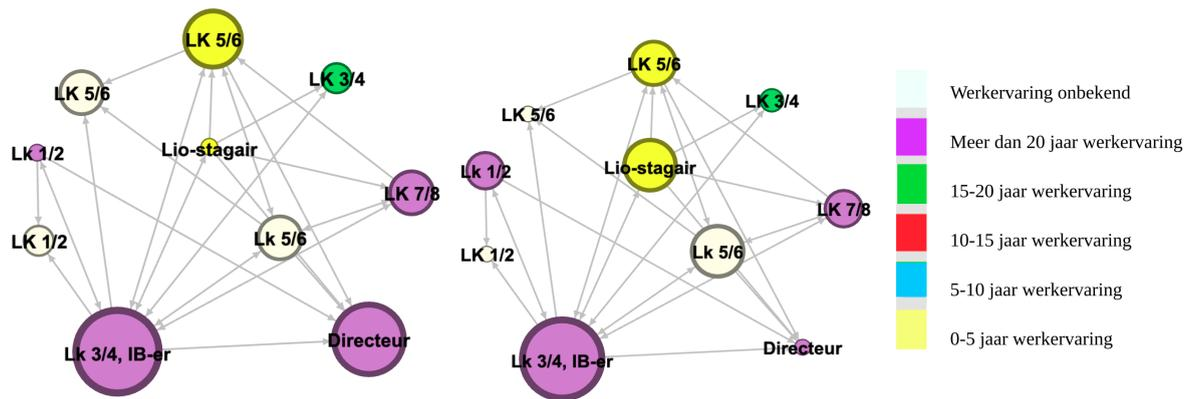 LK 5/6
LK 3/4
LK 5/6
Lk 1/2
Lio-stagair
LK 7/8
LK 1/2
Lk 5/6
Lk 3/4, IB-er
Directeur
LK 5/6
LK 3/4
LK 5/6
Lk 1/2
Lio-stagair
LK 7/8
LK 1/2
Lk 5/6
Lk 3/4, IB-er
Directeur
Werkervaring onbekend
Meer dan 20 jaar werkervaring
15-20 jaar werkervaring
10-15 jaar werkervaring
5-10 jaar werkervaring
0-5 jaar werkervaring